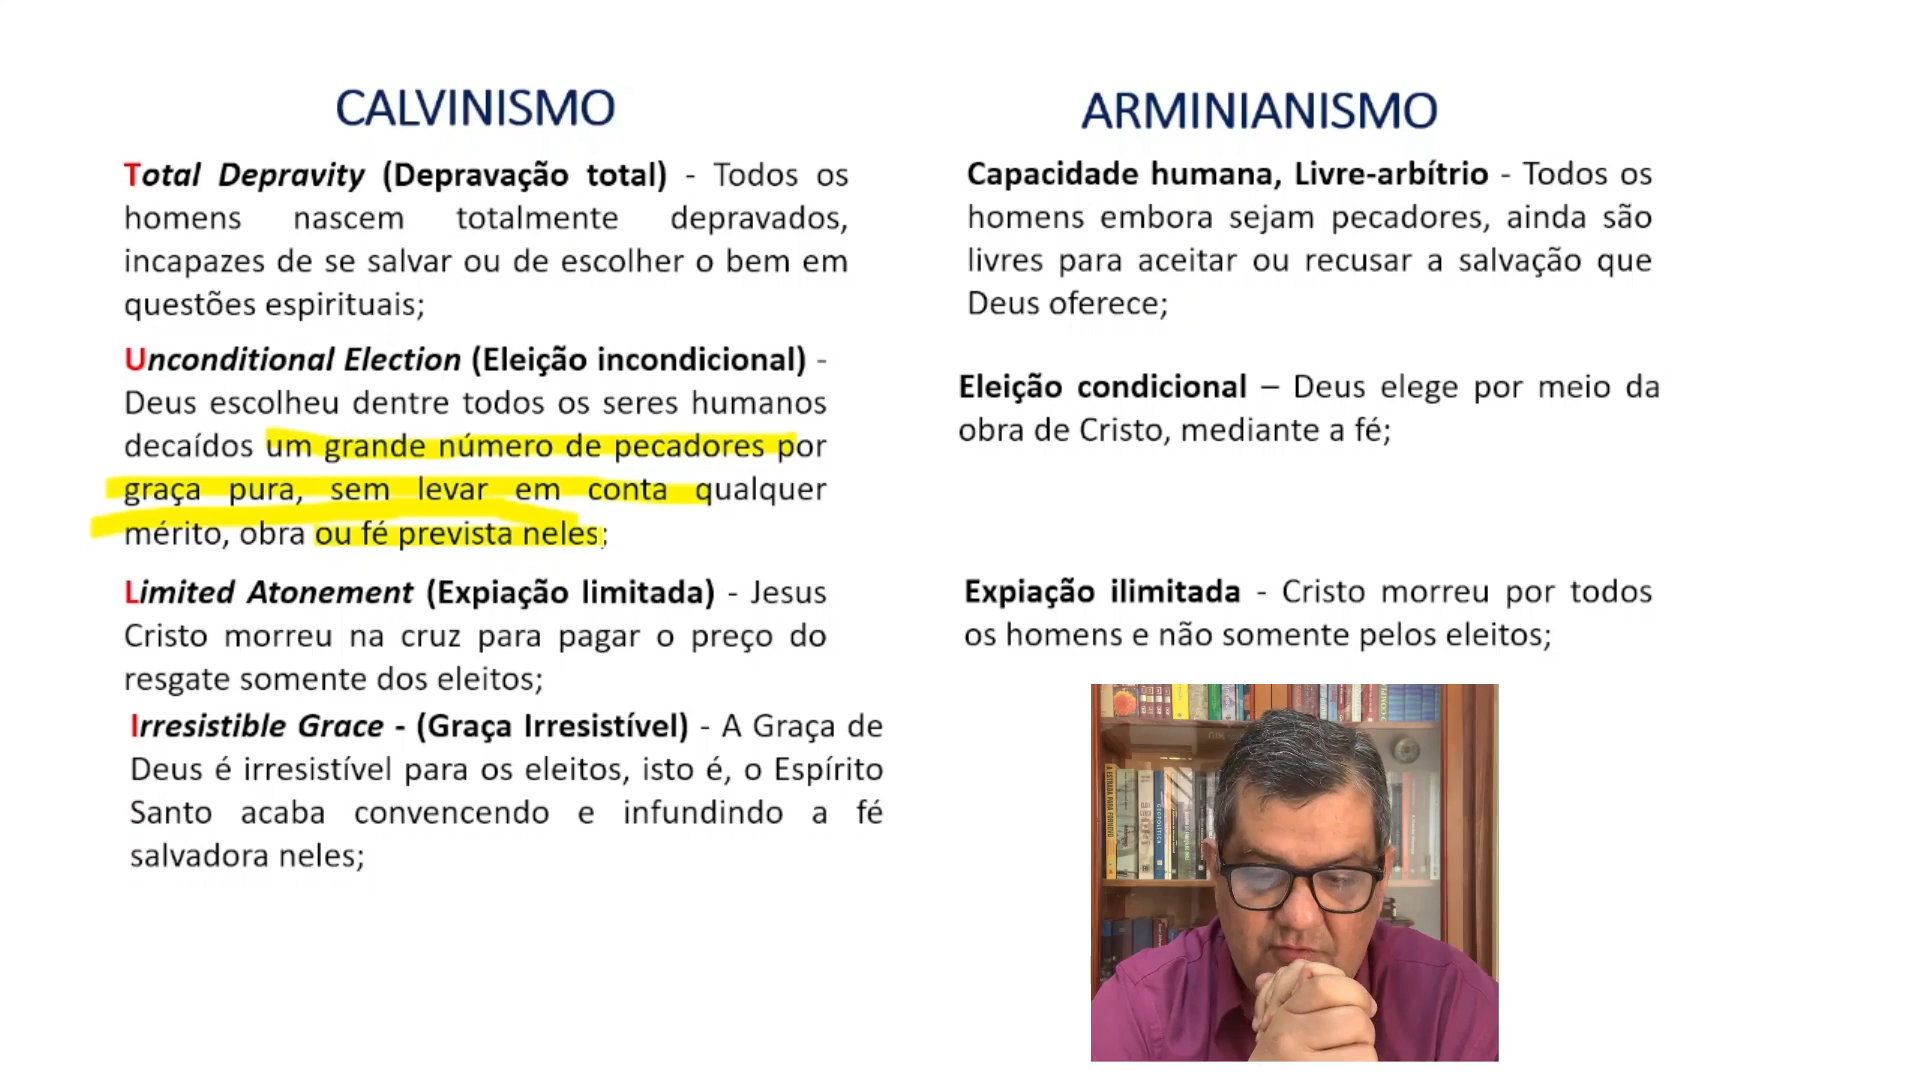 CALVINISMO
Total Depravity (Depravação total) - Todos os
homens nascem totalmente depravados,
incapazes de se salvar ou de escolher o bem em
questões espirituais;
Unconditional Election (Eleição incondicional) -
Deus escolheu dentre todos os seres humanos
decaídos um grande número de pecadores por
graça pura, sem levar em conta qualquer
mérito, obra ou fé prevista neles;
Limited Atonement (Expiação limitada) - Jesus
Cristo morreu na cruz para pagar o preço do
resgate somente dos eleitos;
Irresistible Grace - (Graça Irresistível) - A Graça de
Deus é irresistível para os eleitos, isto é, o Espírito
Santo acaba convencendo e infundindo a fé
salvadora neles;
ARMINIANISMO
Capacidade humana, Livre-arbítrio - Todos os
homens embora sejam pecadores, ainda são
livres para aceitar ou recusar a salvação que
Deus oferece;
Eleição condicional – Deus elege por meio da
obra de Cristo, mediante a fé;
Expiação ilimitada - Cristo morreu por todos
os homens e não somente pelos eleitos;
GEOPOLÍTICA